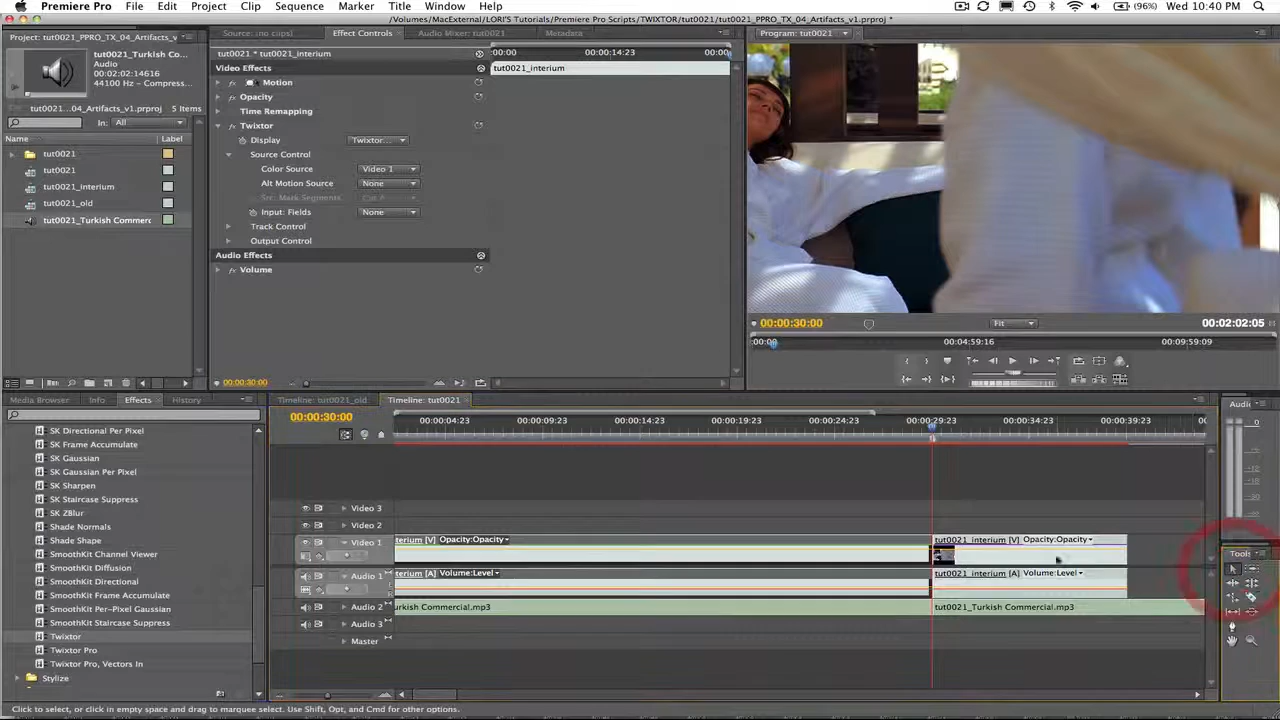 Premiere Pro File Edit Project Clip Sequence Marker Title Window Help (96%) Wed 10:40 PM
/Volumes/MacExternal/LORI'S Tutorials/Premiere Pro Scripts/TWIXTOR/tut0021/tut0021_PPRO_TX_04_Artifacts_v1.prproj *
Project: tut0021_PPRO_TX_04_Artifacts_v
Source: (no clips) Effect Controls Audio Mixer: tut0021 Metadata
Program: tut0021
tut0021_Turkish Co...
Audio
00:02:02:14616
44100 Hz - Compress...
tut0021 * tut0021_interium
00:00 00:00:14:23 00:00
Video Effects
tut0021_interium
Motion
Opacity
Time Remapping
Twixtor
Display Twixtor...
Source Control
Color Source Video 1
Alt Motion Source None
Src: Mark Segments
Input: Fields None
Track Control
Output Control
Audio Effects
Volume
tut0021...04_Artifacts_v1.prproj 5 Items
In: All
Name Label
tut0021
tut0021
tut0021_interium
tut0021_old
tut0021_Turkish Commerc
00:00:30:00
00:00:30:00 Fit 00:02:02:05
:00:00 00:04:59:16 00:09:59:09
Media Browser Info Effects History
SK Directional Per Pixel
SK Frame Accumulate
SK Gaussian
SK Gaussian Per Pixel
SK Sharpen
SK Staircase Suppress
SK ZBlur
Shade Normals
Shade Shape
SmoothKit Channel Viewer
SmoothKit Diffusion
SmoothKit Directional
SmoothKit Frame Accumulate
SmoothKit Per-Pixel Gaussian
SmoothKit Staircase Suppress
Twixtor
Twixtor Pro
Twixtor Pro, Vectors In
Stylize
Timeline: tut0021_old Timeline: tut0021
00:00:30:00
00:00:04:23 00:00:09:23 00:00:14:23 00:00:19:23 00:00:24:23 00:00:29:23 00:00:34:23 00:00:39:23 00
Video 3
Video 2
Video 1 terium [V] Opacity:Opacity tut0021_interium [V] Opacity:Opacity
Audio 1 terium [A] Volume:Level tut0021_interium [A] Volume:Level
Audio 2 urkish Commercial.mp3 tut0021_Turkish Commercial.mp3
Audio 3
Master
Audio
0
Tools
Click to select, or click in empty space and drag to marquee select. Use Shift, Opt, and Cmd for other options.